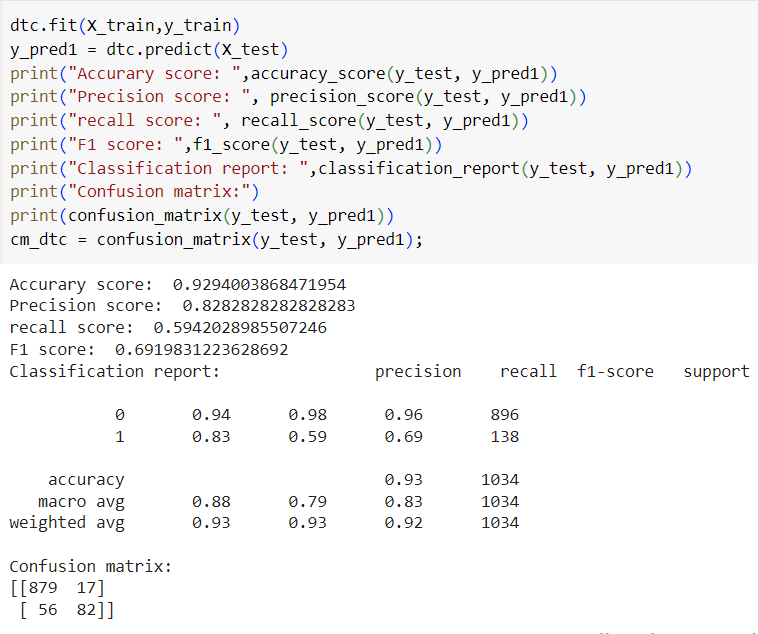 dtc.fit(X_train,y_train)
y_pred1 = dtc.predict(X_test)
print("Accurary score: ",accuracy_score(y_test, y_pred1))
print("Precision score: ", precision_score(y_test, y_pred1))
print("recall score: ", recall_score(y_test, y_pred1))
print("F1 score: ",f1_score(y_test, y_pred1))
print("Classification report: ",classification_report(y_test, y_pred1))
print("Confusion matrix:")
print(confusion_matrix(y_test, y_pred1))
cm_dtc = confusion_matrix(y_test, y_pred1);
Accurary score:  0.9294003868471954
Precision score:  0.8282828282828283
recall score:  0.5942028985507246
F1 score:  0.6919831223628692
Classification report:                precision    recall  f1-score   support
           0       0.94      0.98      0.96       896
           1       0.83      0.59      0.69       138
    accuracy                           0.93      1034
   macro avg       0.88      0.79      0.83      1034
weighted avg       0.93      0.93      0.92      1034
Confusion matrix:
[[879  17]
 [ 56  82]]